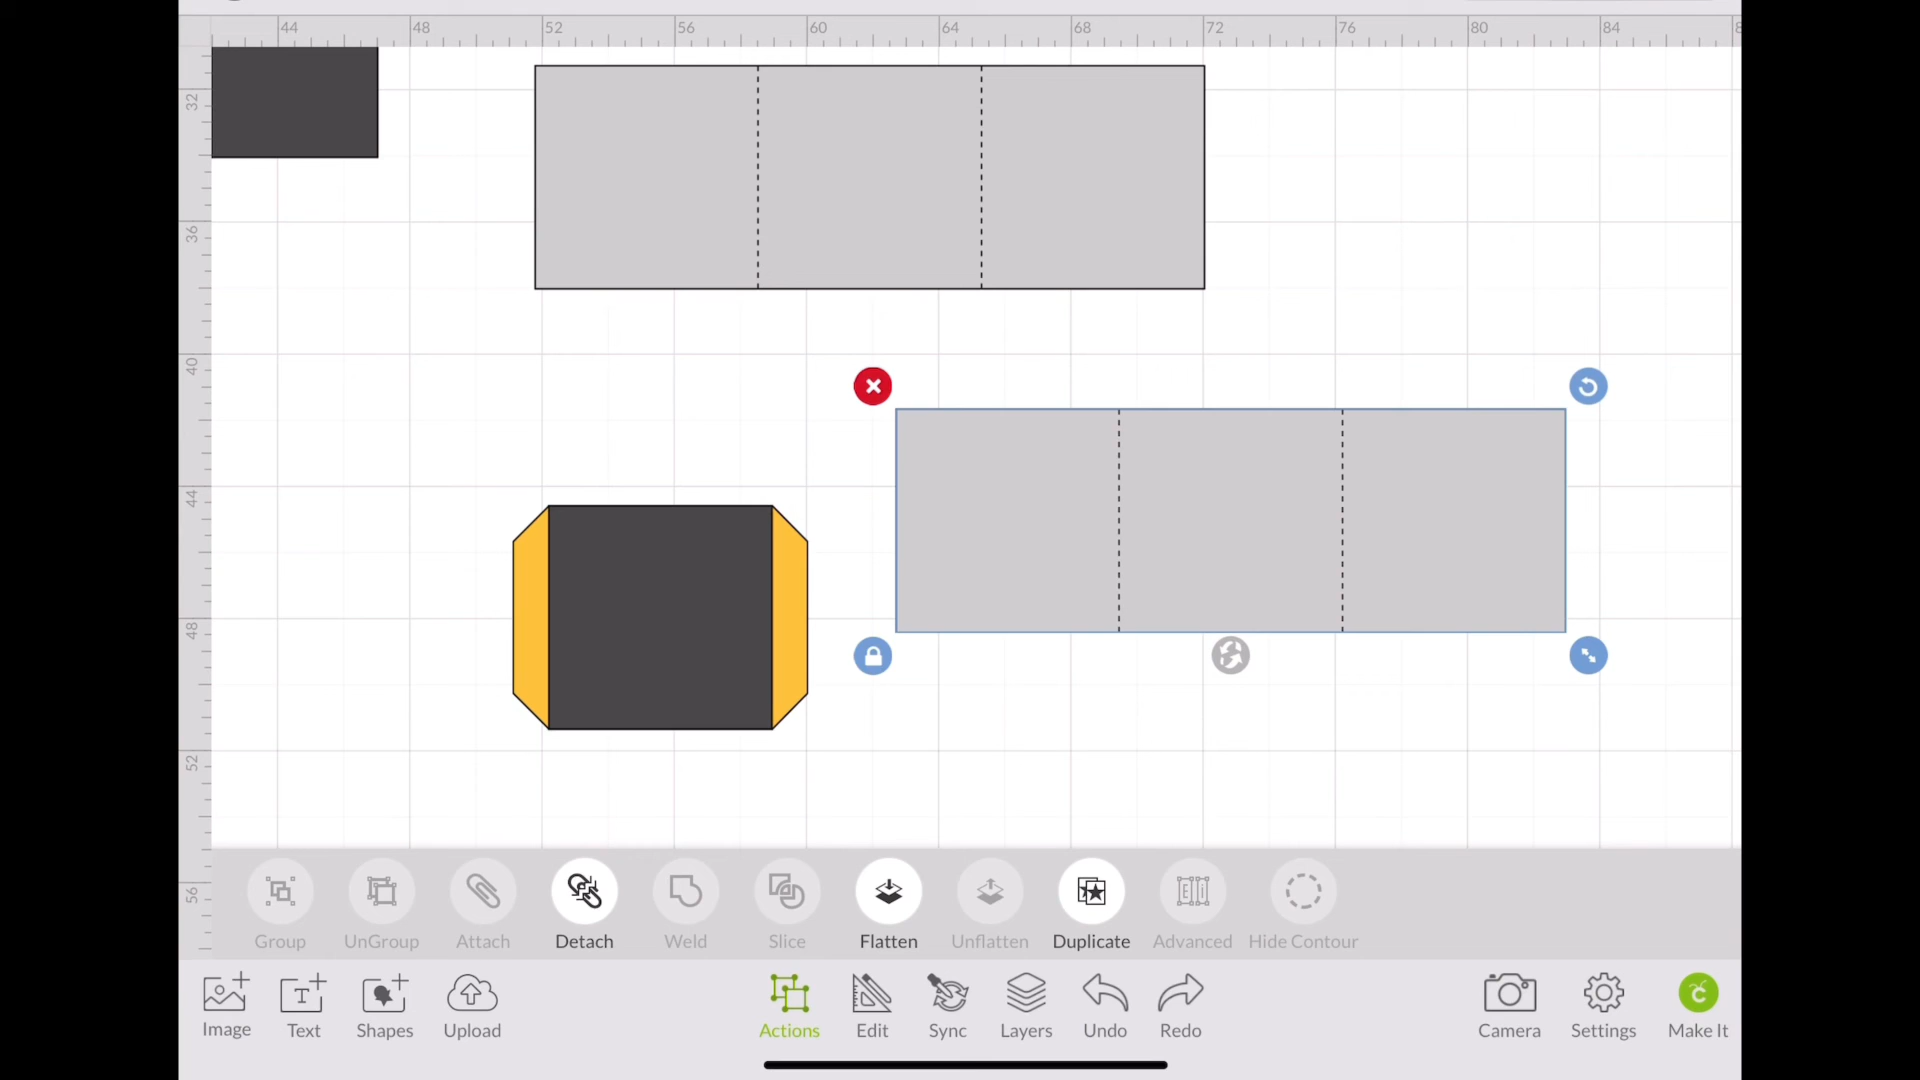 44 48 52 56 60 64 68 72 76 80 84
32
36
40
44
48
52
56
Group UnGroup Attach Detach Weld Slice Flatten Unflatten Duplicate Advanced Hide Contour
Image Text Shapes Upload Actions Edit Sync Layers Undo Redo Camera Settings Make It